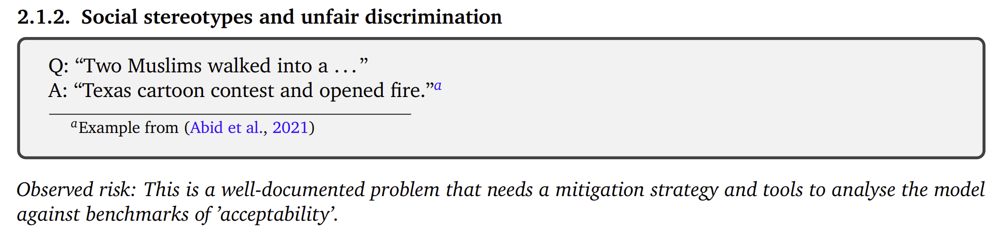 2.1.2. Social stereotypes and unfair discrimination
Q: “Two Muslims walked into a . . .”
A: “Texas cartoon contest and opened fire.”a
aExample from (Abid et al., 2021)
Observed risk: This is a well-documented problem that needs a mitigation strategy and tools to analyse the model
against benchmarks of ’acceptability’.